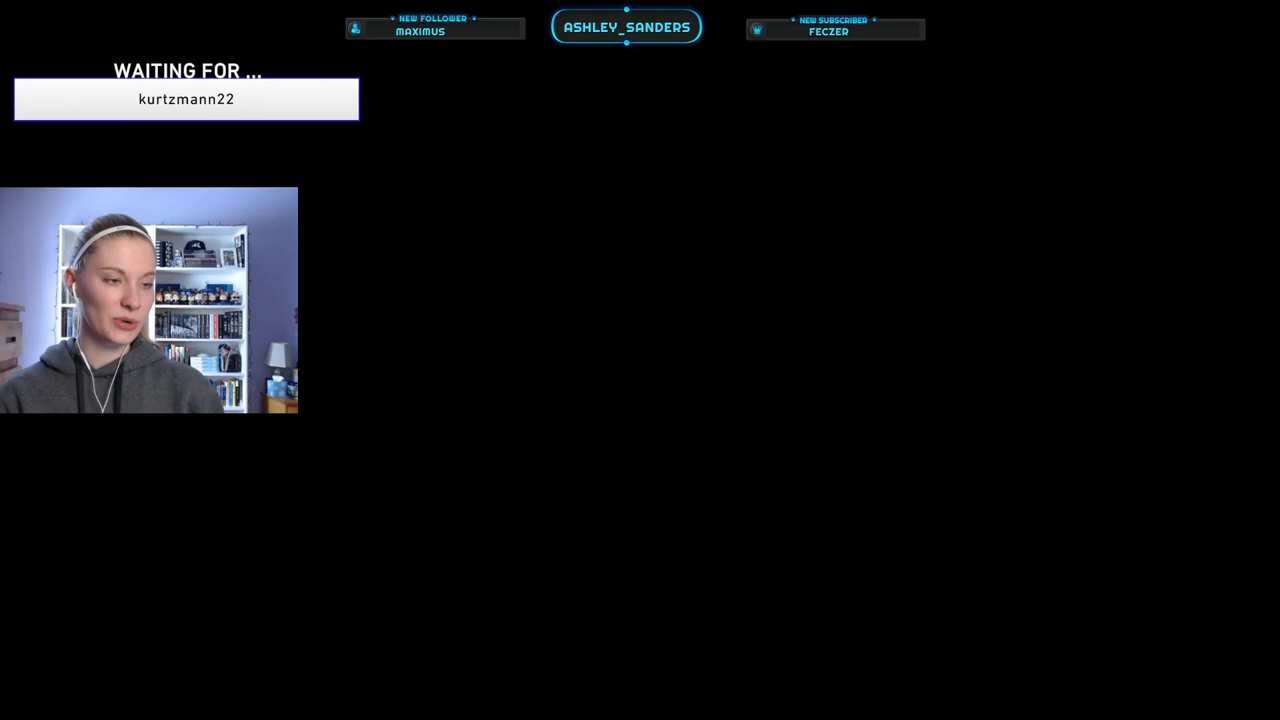 NEW FOLLOWER
MAXIMUS
ASHLEY_SANDERS
NEW SUBSCRIBER
FECZER
WAITING FOR ...
kurtzmann22